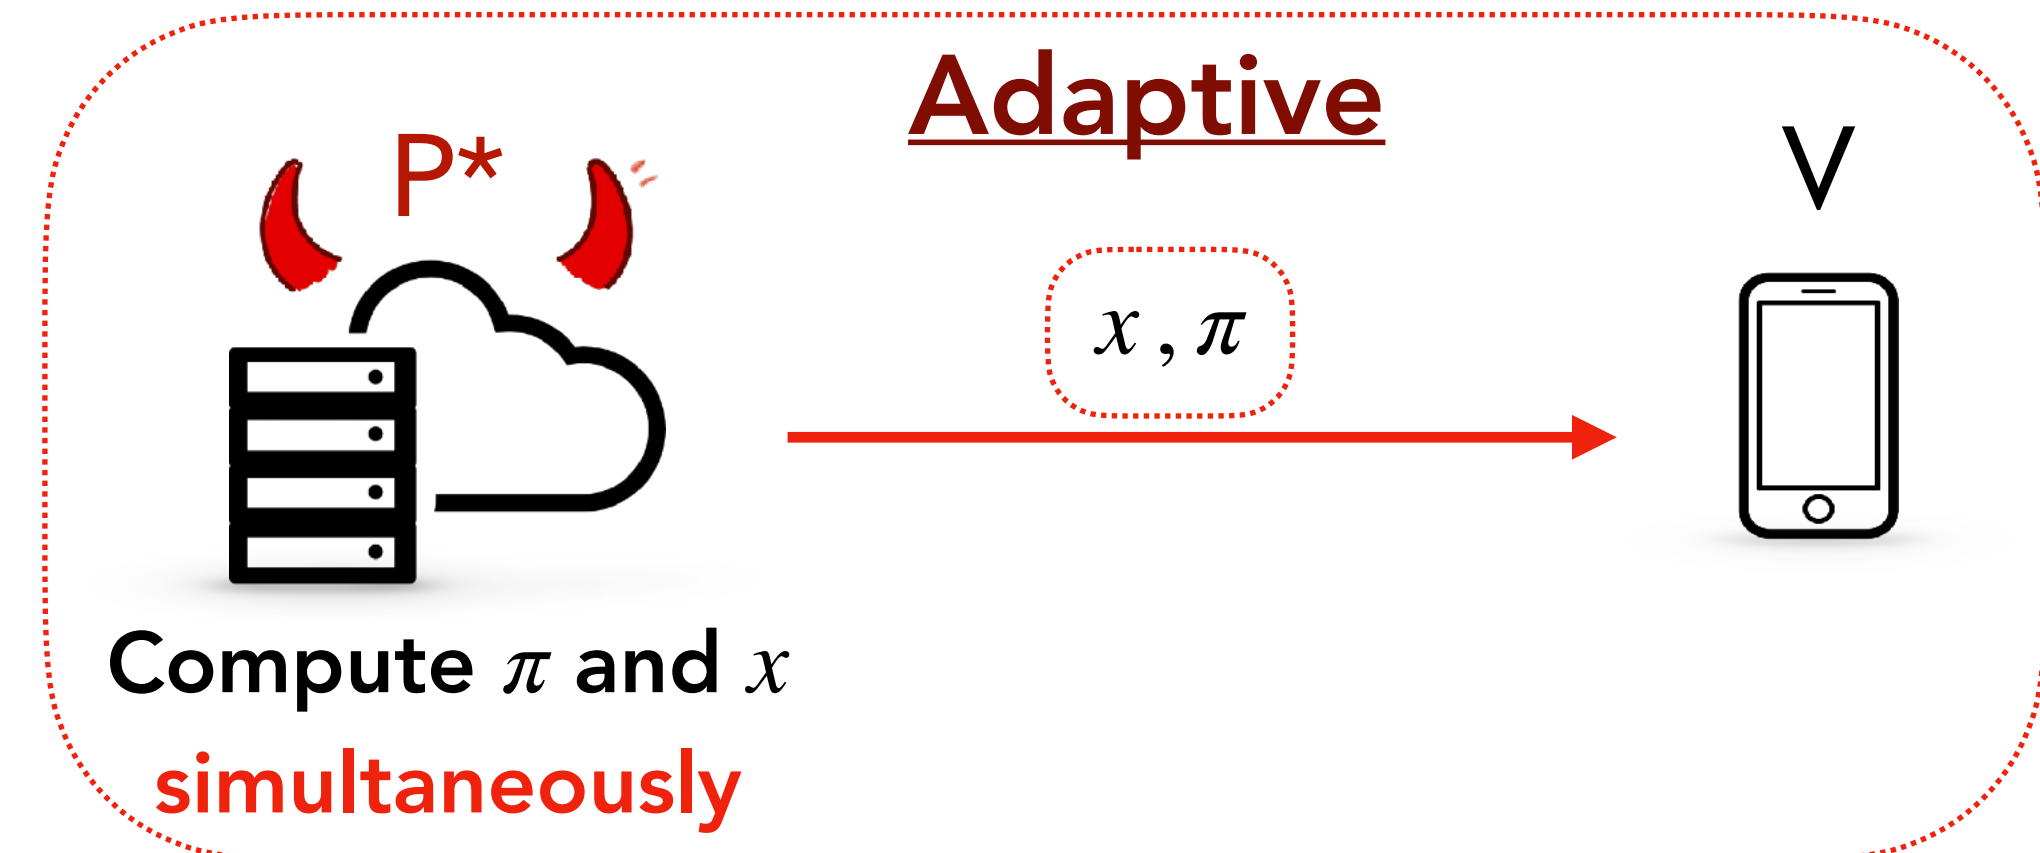 Adaptive
P*
V
x , π
Compute π and x
simultaneously